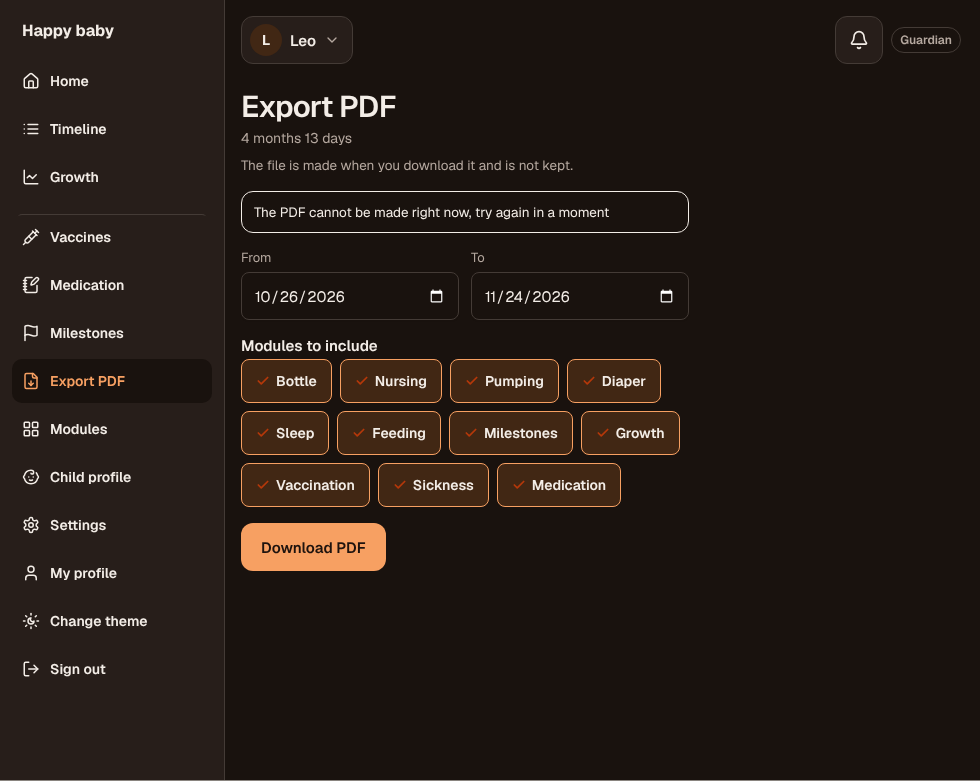 Happy baby
Home
Timeline
Growth
Vaccines
Medication
Milestones
Export PDF
Modules
Child profile
Settings
My profile
Change theme
Sign out
L Leo
Guardian
Export PDF
4 months 13 days
The file is made when you download it and is not kept.
The PDF cannot be made right now, try again in a moment
From To
10/26/2026 11/24/2026
Modules to include
Bottle Nursing Pumping Diaper
Sleep Feeding Milestones Growth
Vaccination Sickness Medication
Download PDF